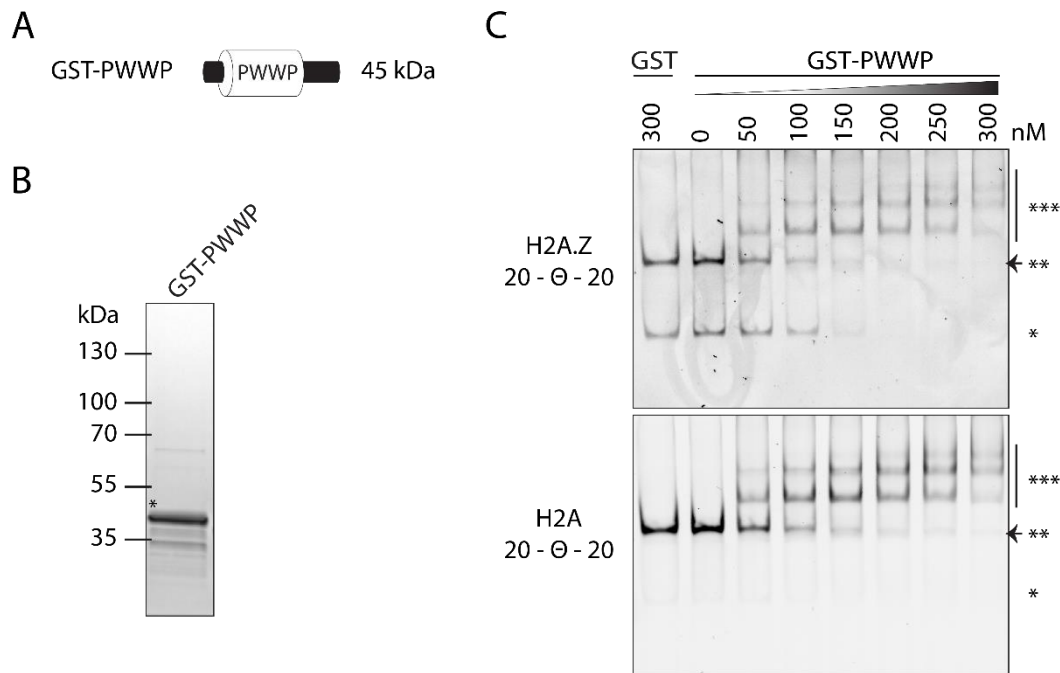 A
GST-PWWP PWWP 45 kDa
B
GST-PWWP
kDa
130
100
70
55
*
35
C
GST GST-PWWP
300 0 50 100 150 200 250 300 nM
H2A.Z
20 - Θ - 20
***
**
*
H2A
20 - Θ - 20
***
**
*